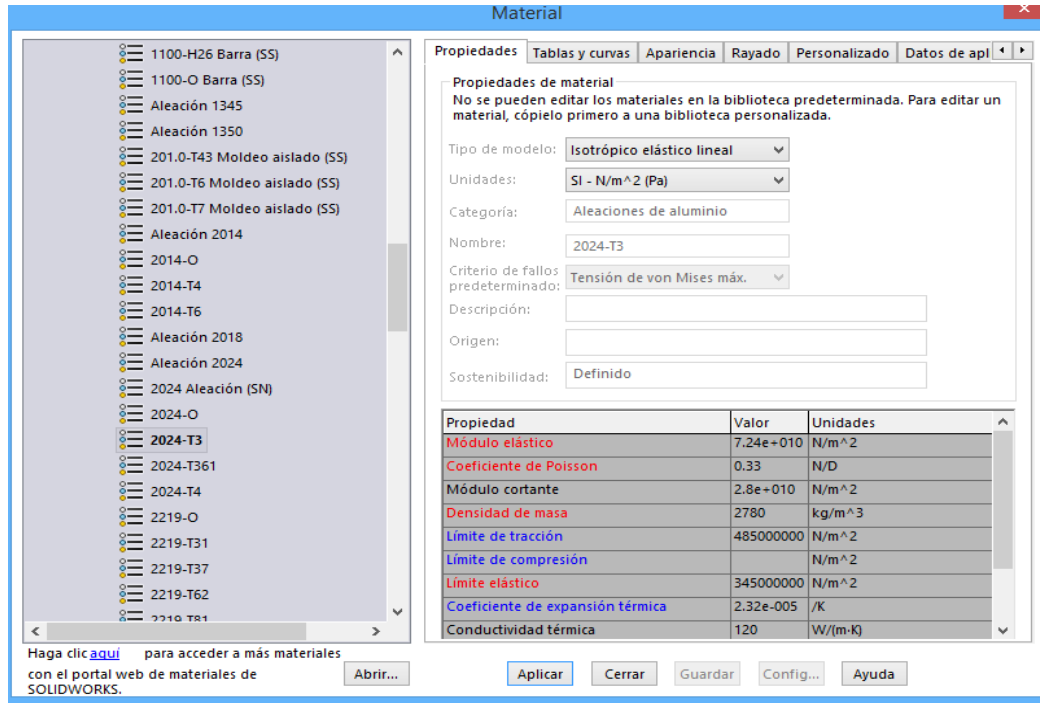 Material
1100-H26 Barra (SS)
1100-O Barra (SS)
Aleación 1345
Aleación 1350
201.0-T43 Moldeo aislado (SS)
201.0-T6 Moldeo aislado (SS)
201.0-T7 Moldeo aislado (SS)
Aleación 2014
2014-O
2014-T4
2014-T6
Aleación 2018
Aleación 2024
2024 Aleación (SN)
2024-O
2024-T3
2024-T361
2024-T4
2219-O
2219-T31
2219-T37
2219-T62
2219-T81
Haga clic aquí para acceder a más materiales
con el portal web de materiales de
SOLIDWORKS.
Abrir...
Propiedades Tablas y curvas Apariencia Rayado Personalizado Datos de apl
Propiedades de material
No se pueden editar los materiales en la biblioteca predeterminada. Para editar un
material, cópielo primero a una biblioteca personalizada.
Tipo de modelo: Isotrópico elástico lineal
Unidades: SI - N/m^2 (Pa)
Categoría: Aleaciones de aluminio
Nombre: 2024-T3
Criterio de fallos
predeterminado: Tensión de von Mises máx.
Descripción:
Origen:
Sostenibilidad: Definido
Propiedad Valor Unidades
Módulo elástico 7.24e+010 N/m^2
Coeficiente de Poisson 0.33 N/D
Módulo cortante 2.8e+010 N/m^2
Densidad de masa 2780 kg/m^3
Límite de tracción 485000000 N/m^2
Límite de compresión N/m^2
Límite elástico 345000000 N/m^2
Coeficiente de expansión térmica 2.32e-005 /K
Conductividad térmica 120 W/(m·K)
Aplicar Cerrar Guardar Config... Ayuda